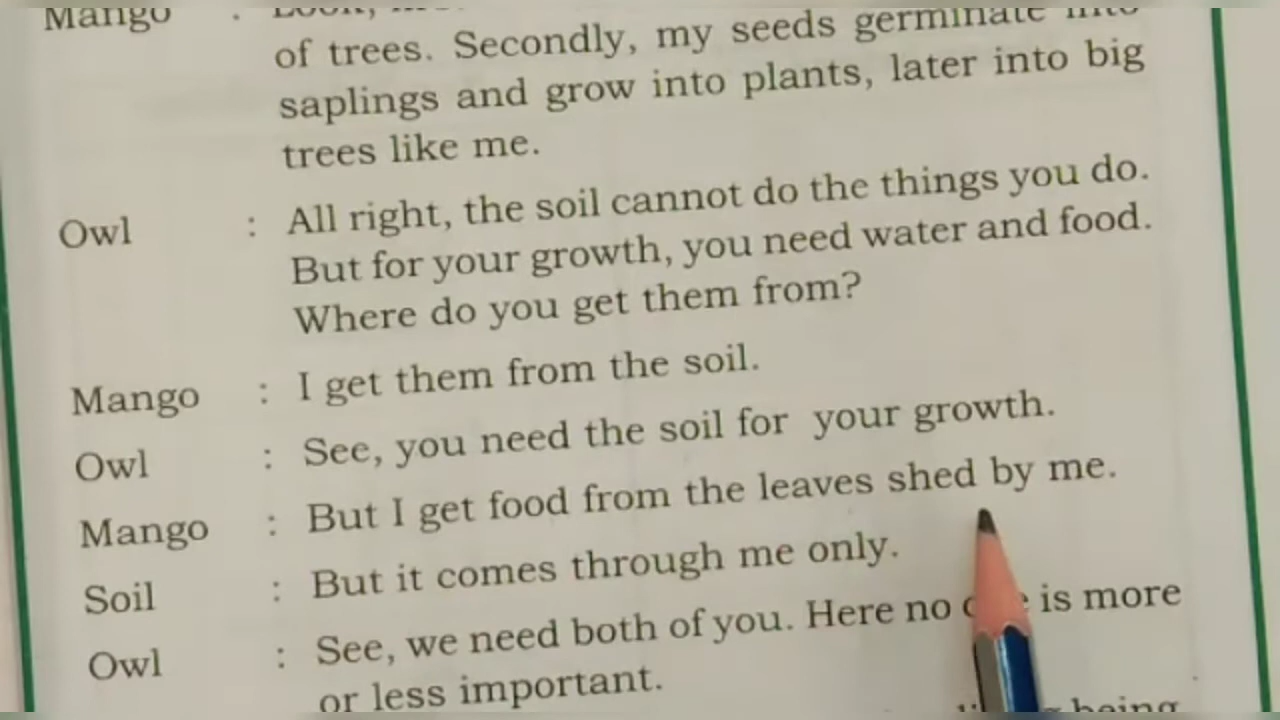 Mango :
of trees. Secondly, my seeds germinate into
saplings and grow into plants, later into big
trees like me.
Owl : All right, the soil cannot do the things you do.
But for your growth, you need water and food.
Where do you get them from?
Mango : I get them from the soil.
Owl : See, you need the soil for your growth.
Mango : But I get food from the leaves shed by me.
Soil : But it comes through me only.
Owl : See, we need both of you. Here no is more
or less important.
being